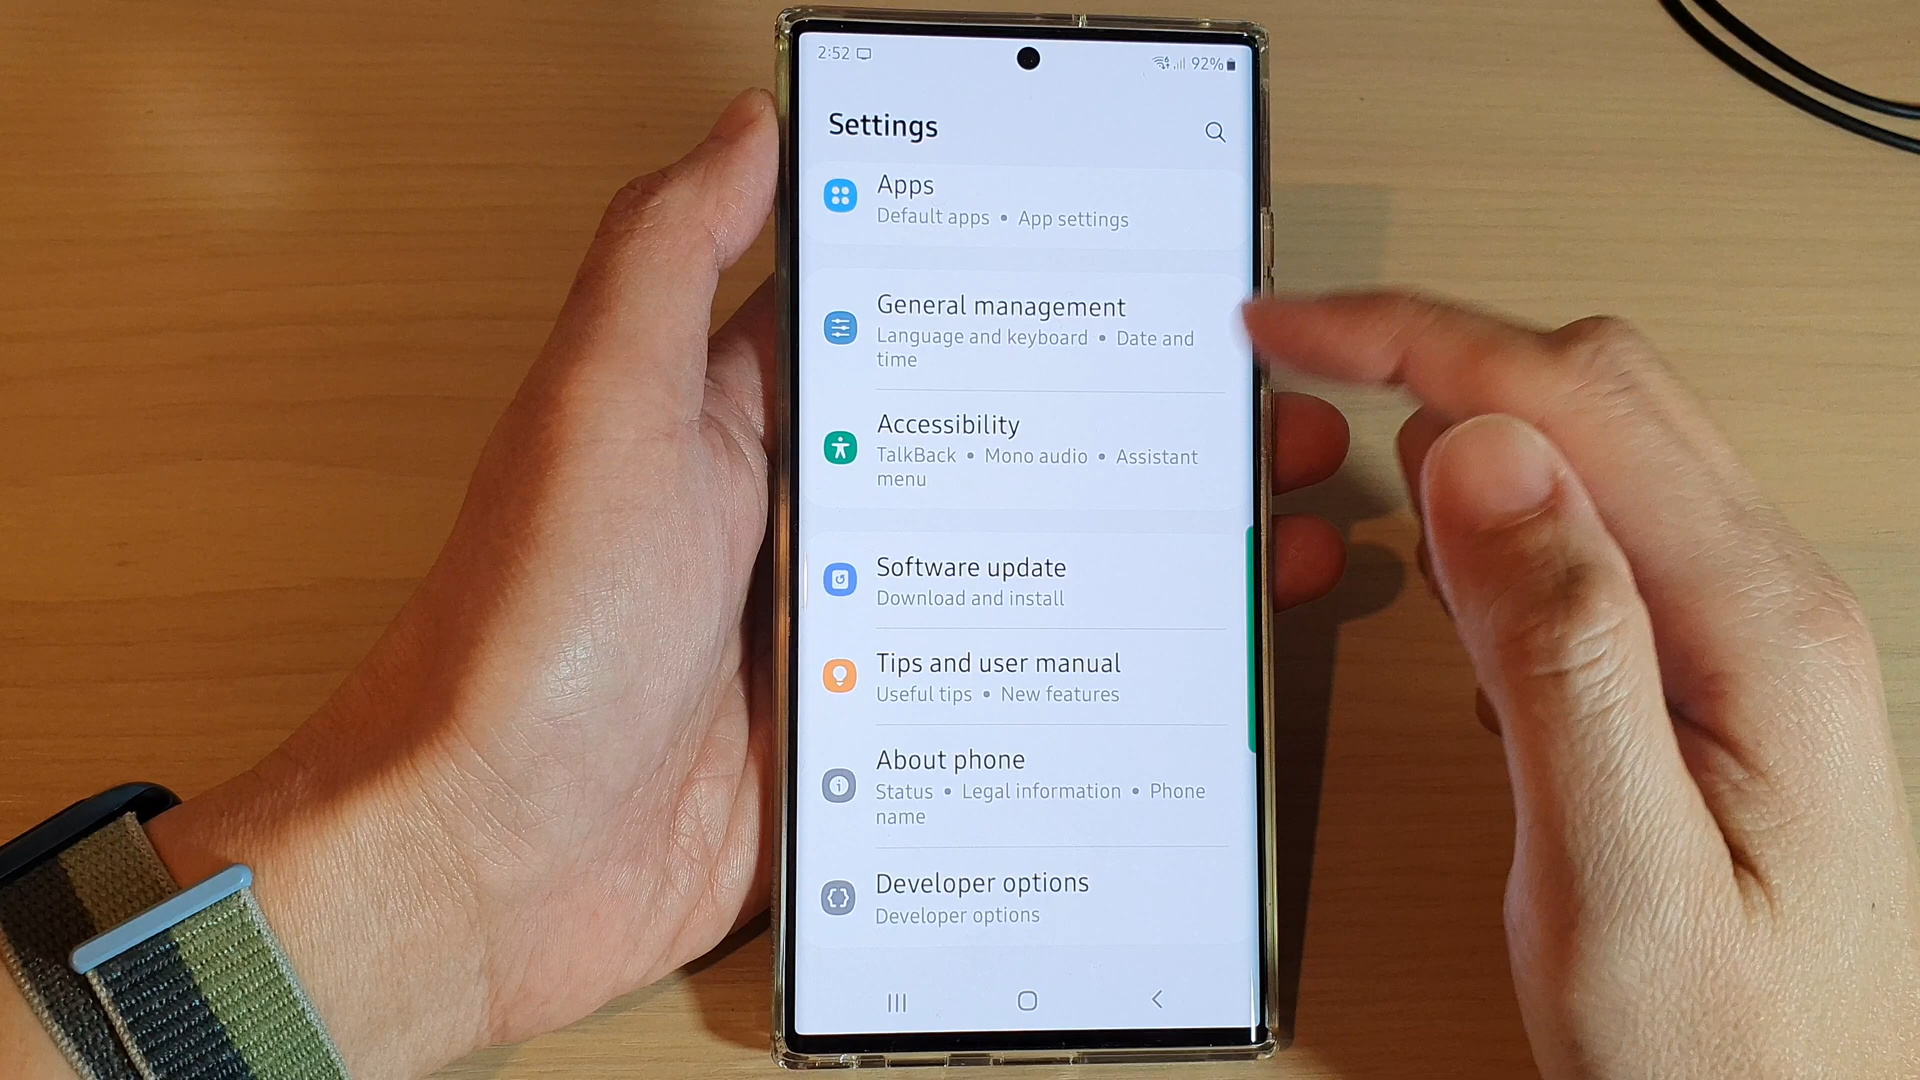 2:52
92%
Settings
Apps
Default apps • App settings
General management
Language and keyboard • Date and
time
Accessibility
TalkBack • Mono audio • Assistant
menu
Software update
Download and install
Tips and user manual
Useful tips • New features
About phone
Status • Legal information • Phone
name
Developer options
Developer options